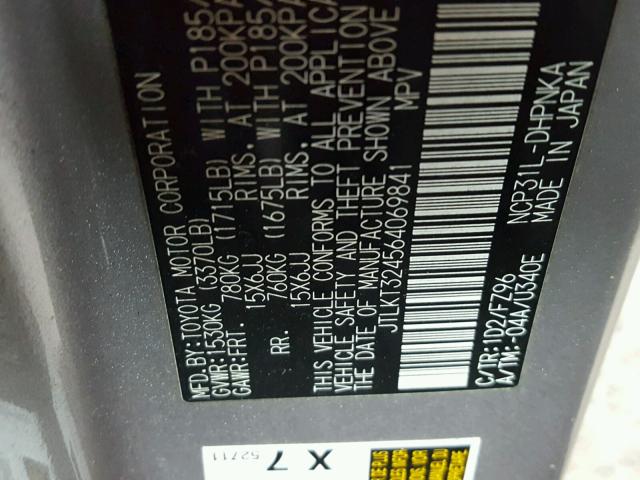 MFD. BY: TOYOTA MOTOR CORPORATION
GVWR: 1530KG (3370LB)
GAWR: FRT. 780KG (1715LB) WITH P185/
15X6JJ RIMS, AT 200KPA
RR. 760KG (1675LB) WITH P185/
15X6JJ RIMS, AT 200KPA
THIS VEHICLE CONFORMS TO ALL APPLICA
VEHICLE SAFETY AND THEFT PREVENTION
THE DATE OF MANUFACTURE SHOWN ABOVE
JTLKT324564069841 MPV
C/TR: 1D2/FZ96 NCP31L-DHPNKA
A/TM: -04A/U340E MADE IN JAPAN
X 7
52711